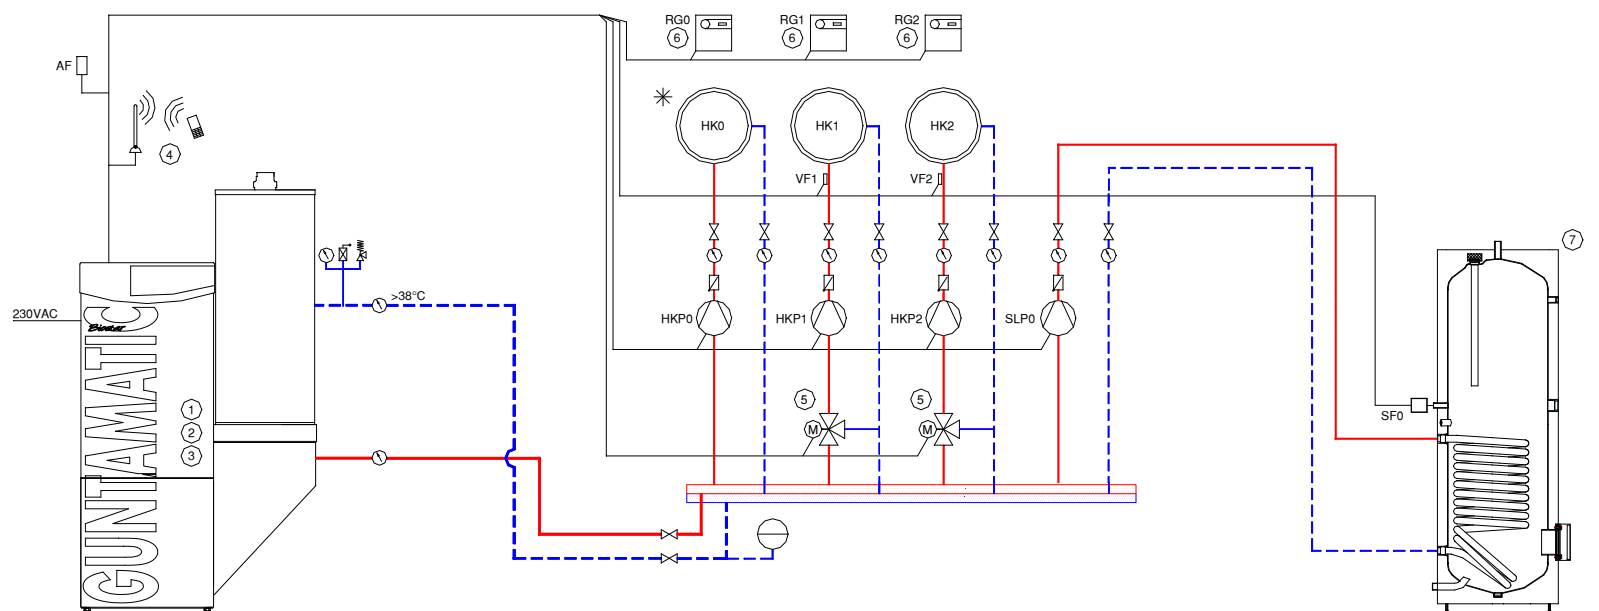 RG0
RG1
RG2
6
6
6
AF
4
HK0
HK1
HK2
VF1
VF2
7
>38°C
230VAC
Biostar
GUNTAMATIC
HKP0
HKP1
HKP2
SLP0
1
2
3
5
5
M
M
SF0